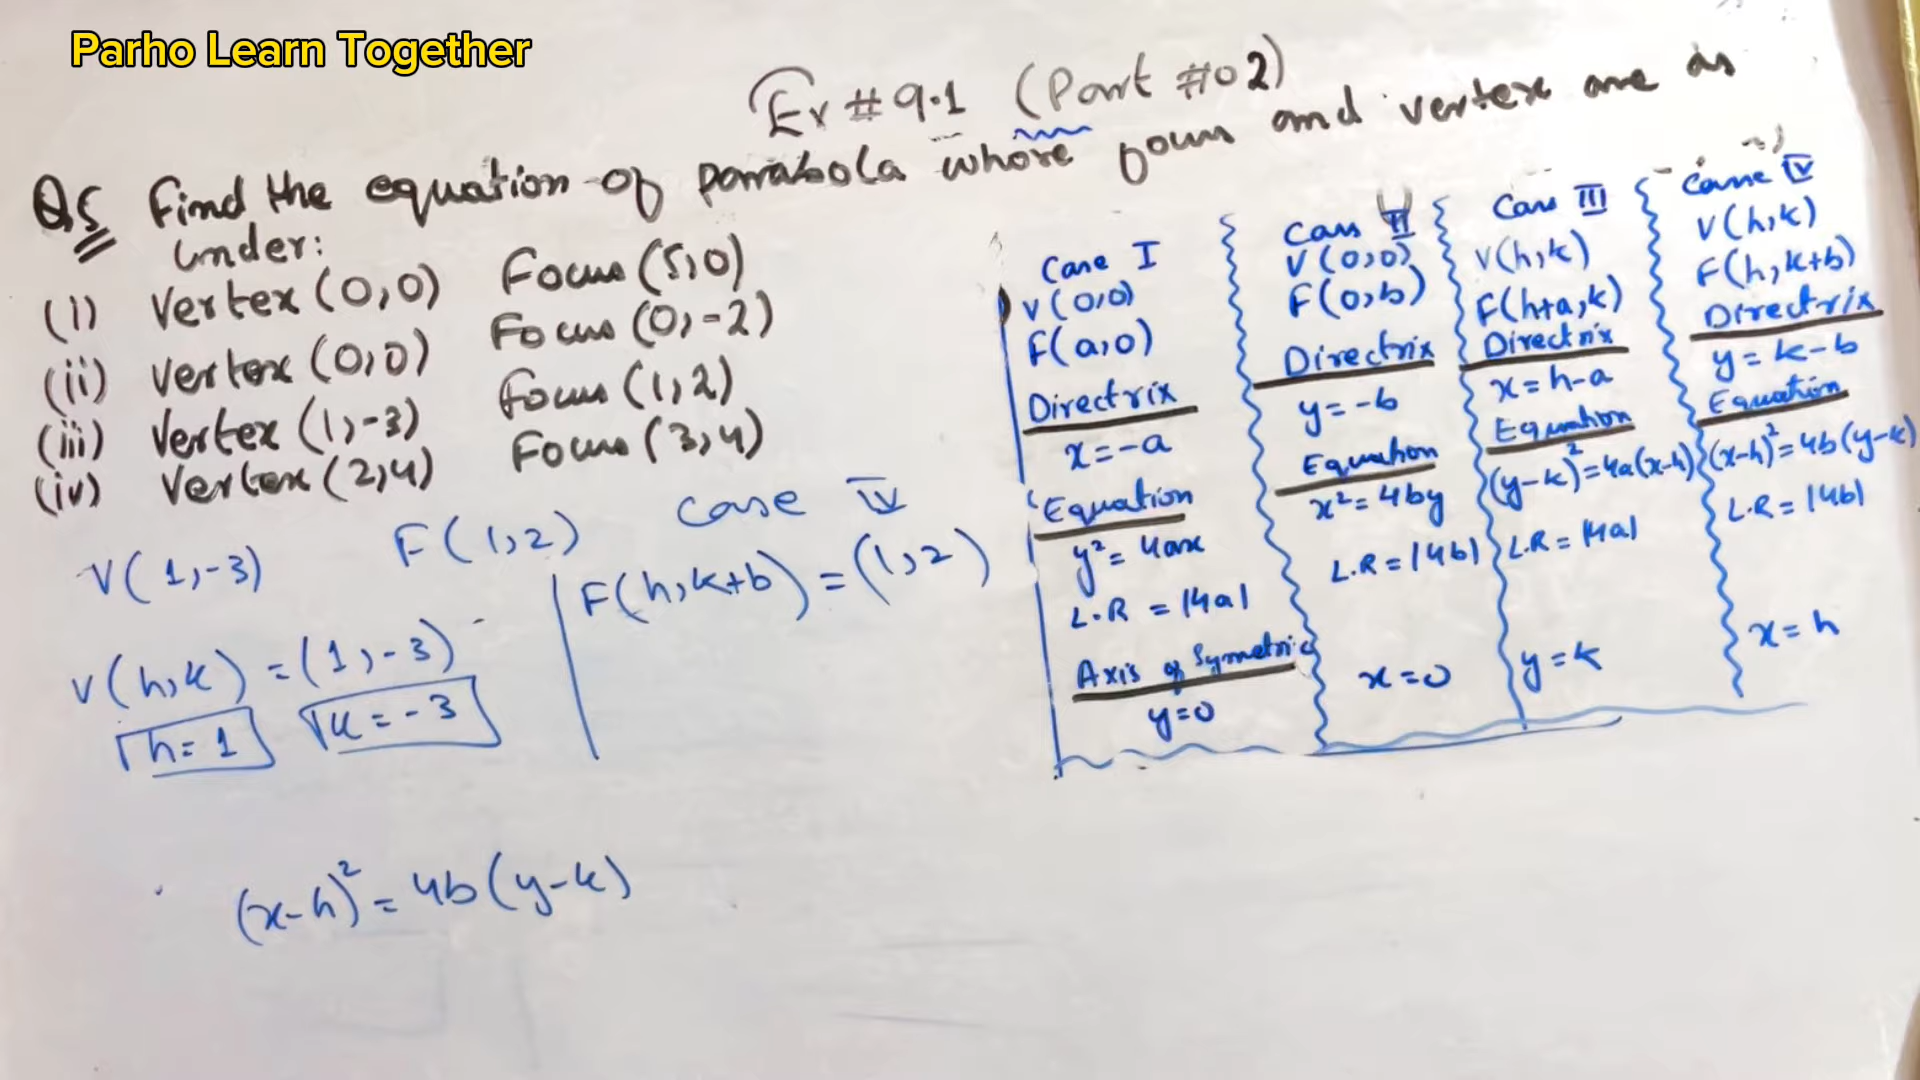 Parho Learn Together
Ex # 9.1 (Part #02)
Q5 Find the equation of parabola whose focus and vertex are as
under:
(i) Vertex (0,0) Focus (5,0)
(ii) Vertex (0,0) Focus (0,-2)
(iii) Vertex (1,-3) Focus (1,2)
(iv) Vertex (2,4) Focus (3,4)
V(1,-3) F(1,2) Case IV
V(h,k) = (1,-3)
h=1 k=-3
F(h,k+b) = (1,2)
(x-h)²=4b(y-k)
Case I
V(0,0)
F(a,0)
Directrix
x=-a
Equation
y²=4ax
L.R = |4a|
Axis of Symetric
y=0
Case II
V(0,0)
F(0,b)
Directrix
y=-b
Equation
x²=4by
L.R=|4b|
x=0
Case III
V(h,k)
F(h+a,k)
Directrix
x=h-a
Equation
(y-k)²=4a(x-h)
L.R=|4a|
y=k
Case IV
V(h,k)
F(h,k+b)
Directrix
y=k-b
Equation
(x-h)²=4b(y-k)
L.R=|4b|
x=h